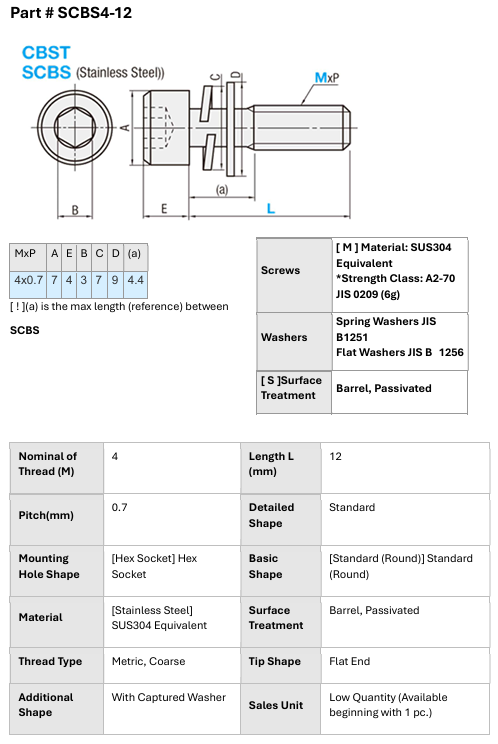 Part # SCBS4-12
CBST
SCBS (Stainless Steel))
C
D
MxP
A
(a)
B
E
L
MxP A E B C D (a)
4x0.7 7 4 3 7 9 4.4
[ ! ](a) is the max length (reference) between
SCBS
Screws
[ M ] Material: SUS304
Equivalent
*Strength Class: A2-70
JIS 0209 (6g)
Washers
Spring Washers JIS
B1251
Flat Washers JIS B 1256
[ S ]Surface
Treatment
Barrel, Passivated
Nominal of
Thread (M)
4
Length L
(mm)
12
Pitch(mm)
0.7
Detailed
Shape
Standard
Mounting
Hole Shape
[Hex Socket] Hex
Socket
Basic
Shape
[Standard (Round)] Standard
(Round)
Material
[Stainless Steel]
SUS304 Equivalent
Surface
Treatment
Barrel, Passivated
Thread Type
Metric, Coarse
Tip Shape
Flat End
Additional
Shape
With Captured Washer
Sales Unit
Low Quantity (Available
beginning with 1 pc.)